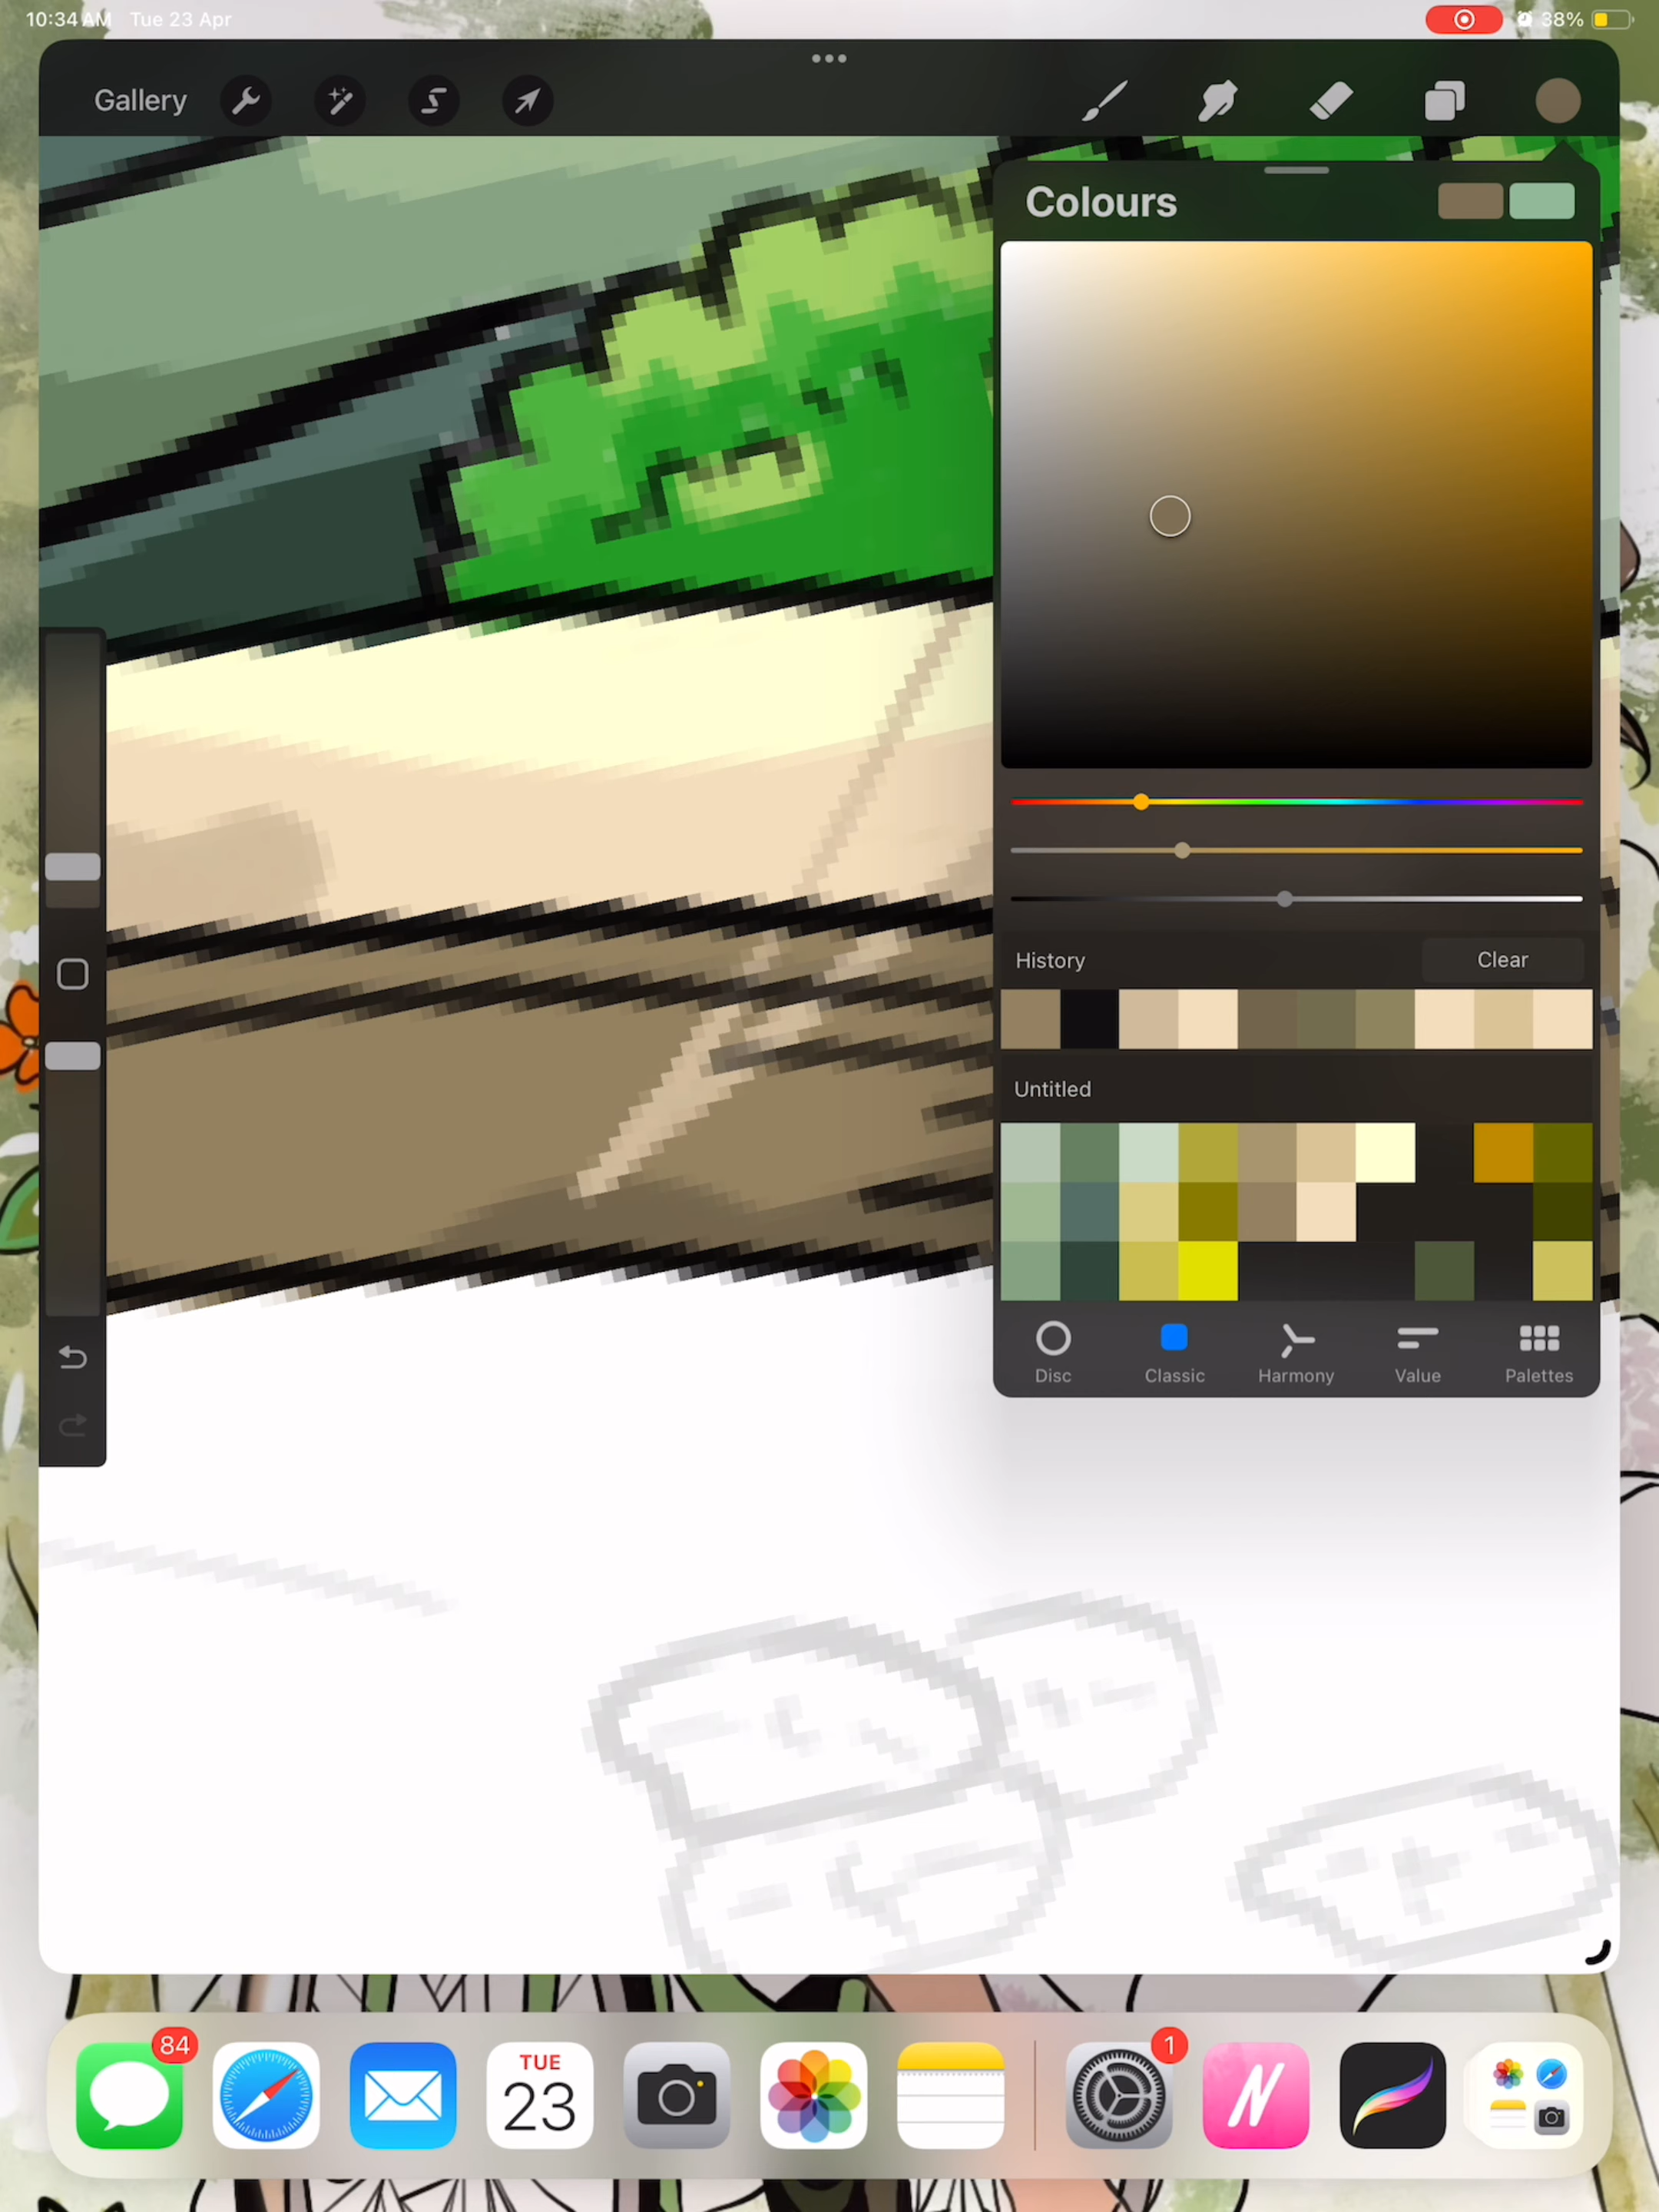 10:34 AM Tue 23 Apr
38%
Gallery
Colours
History
Clear
Untitled
Disc
Classic
Harmony
Value
Palettes
84
TUE
23
1